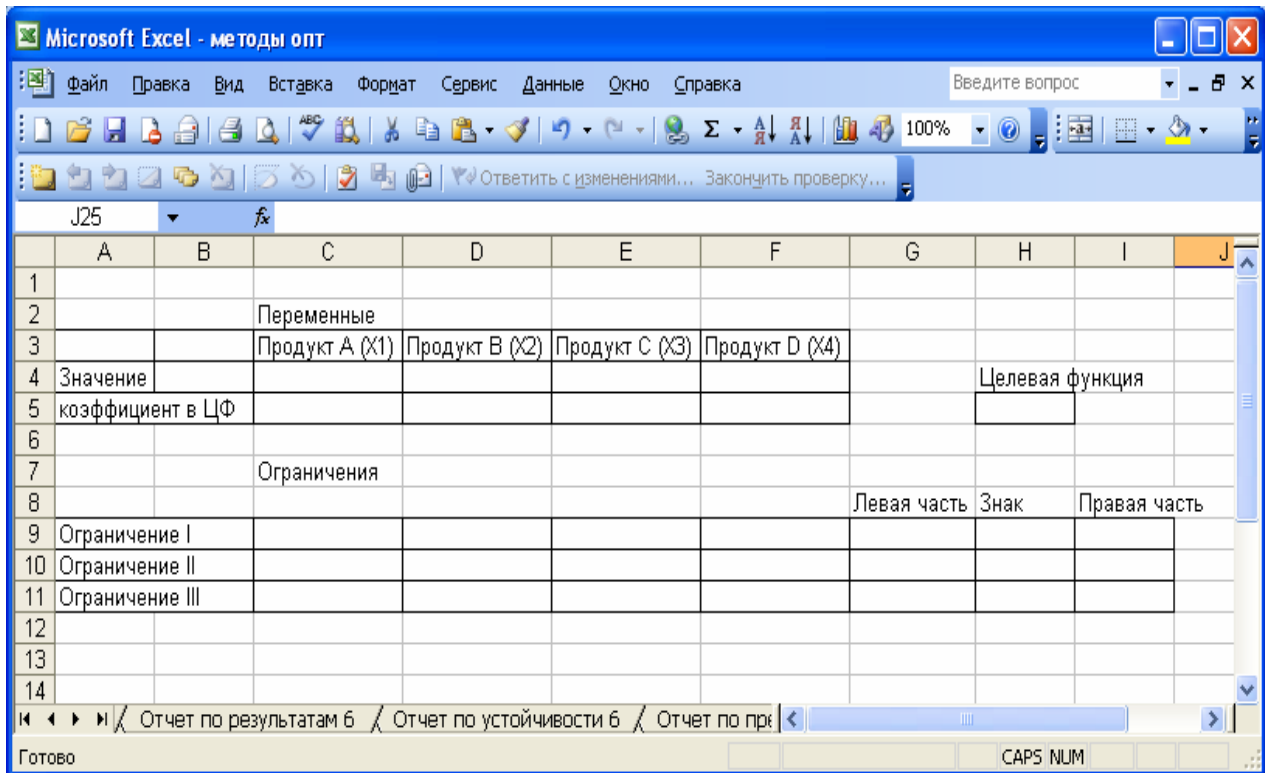 Microsoft Excel - методы опт
Файл Правка Вид Вставка Формат Сервис Данные Окно Справка Введите вопрос
100%
Ответить с изменениями... Закончить проверку...
J25 fx
A B C D E F G H I J
1
2 Переменные
3 Продукт A (X1) Продукт B (X2) Продукт C (X3) Продукт D (X4)
4 Значение Целевая функция
5 коэффициент в ЦФ
6
7 Ограничения
8 Левая часть Знак Правая часть
9 Ограничение I
10 Ограничение II
11 Ограничение III
12
13
14
Отчет по результатам 6 Отчет по устойчивости 6 Отчет по пре
Готово CAPS NUM